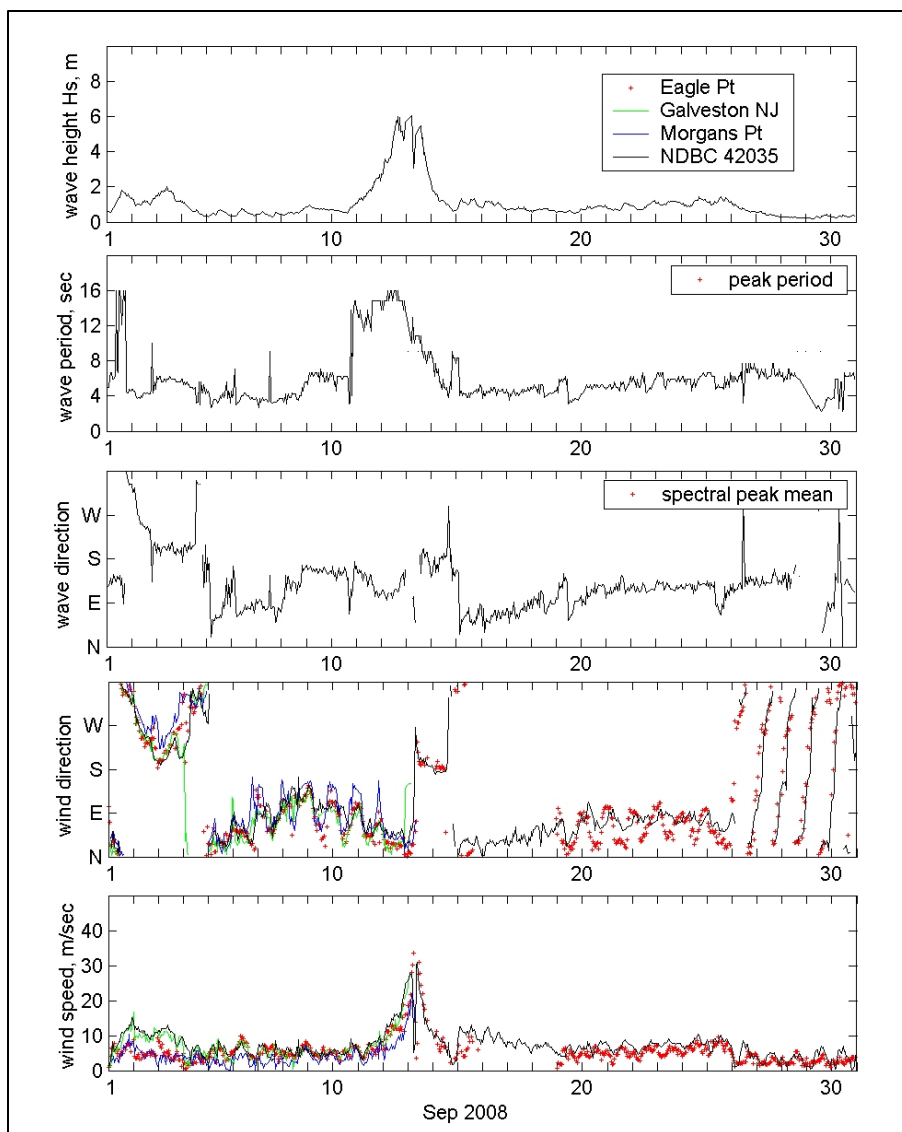 wave height Hs, m
8
6
4
2
0
Eagle Pt
Galveston NJ
Morgans Pt
NDBC 42035
1
10
20
30
wave period, sec
16
12
8
4
0
peak period
1
10
20
30
wave direction
W
S
E
N
spectral peak mean
1
10
20
30
wind direction
W
S
E
N
1
10
20
30
wind speed, m/sec
40
30
20
10
0
1
10
20
30
Sep 2008